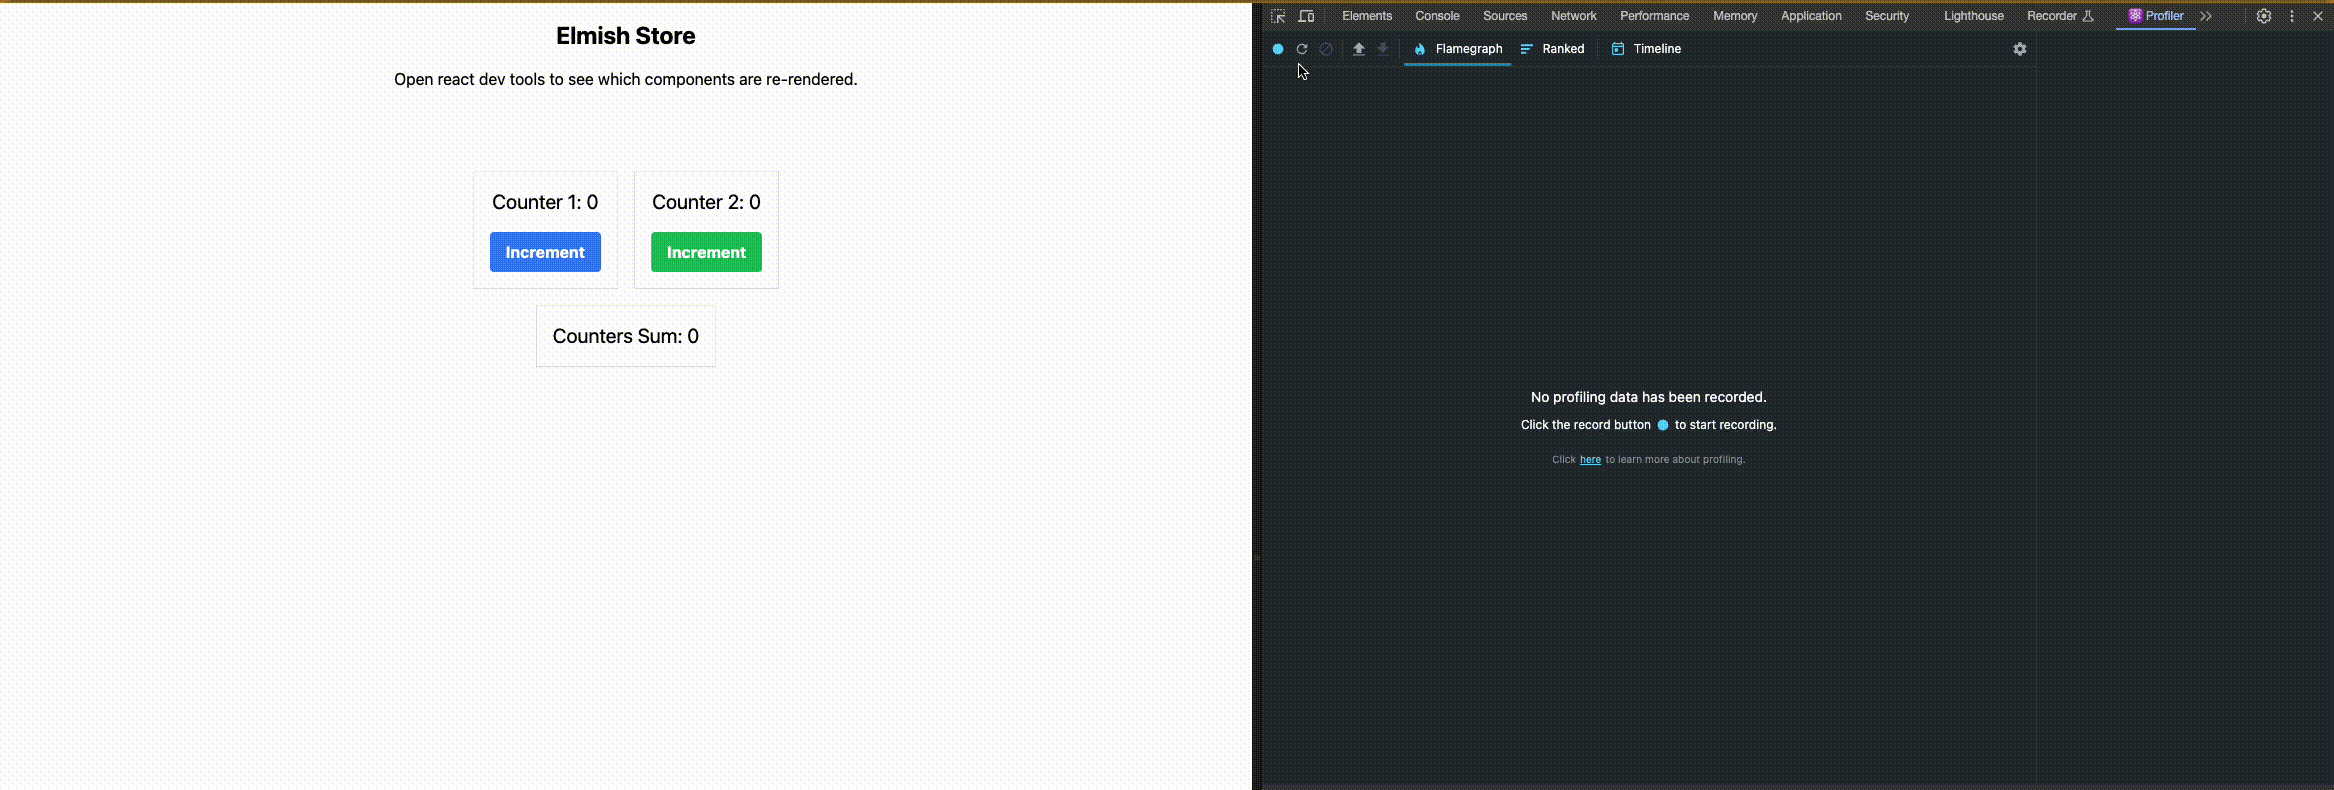 Elmish Store
Open react dev tools to see which components are re-rendered.
Counter 1: 0
Increment
Counter 2: 0
Increment
Counters Sum: 0
Elements Console Sources Network Performance Memory Application Security Lighthouse Recorder Profiler
Flamegraph Ranked Timeline
No profiling data has been recorded.
Click the record button to start recording.
Click here to learn more about profiling.